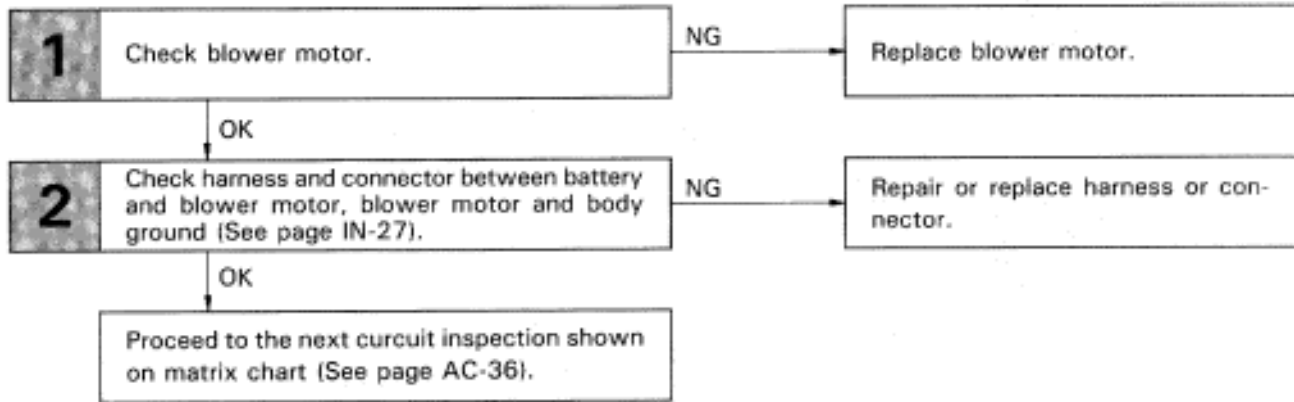 1
Check blower motor.
NG
Replace blower motor.
OK
2
Check harness and connector between battery
and blower motor, blower motor and body
ground (See page IN-27).
NG
Repair or replace harness or con-
nector.
OK
Proceed to the next curcuit inspection shown
on matrix chart (See page AC-36).